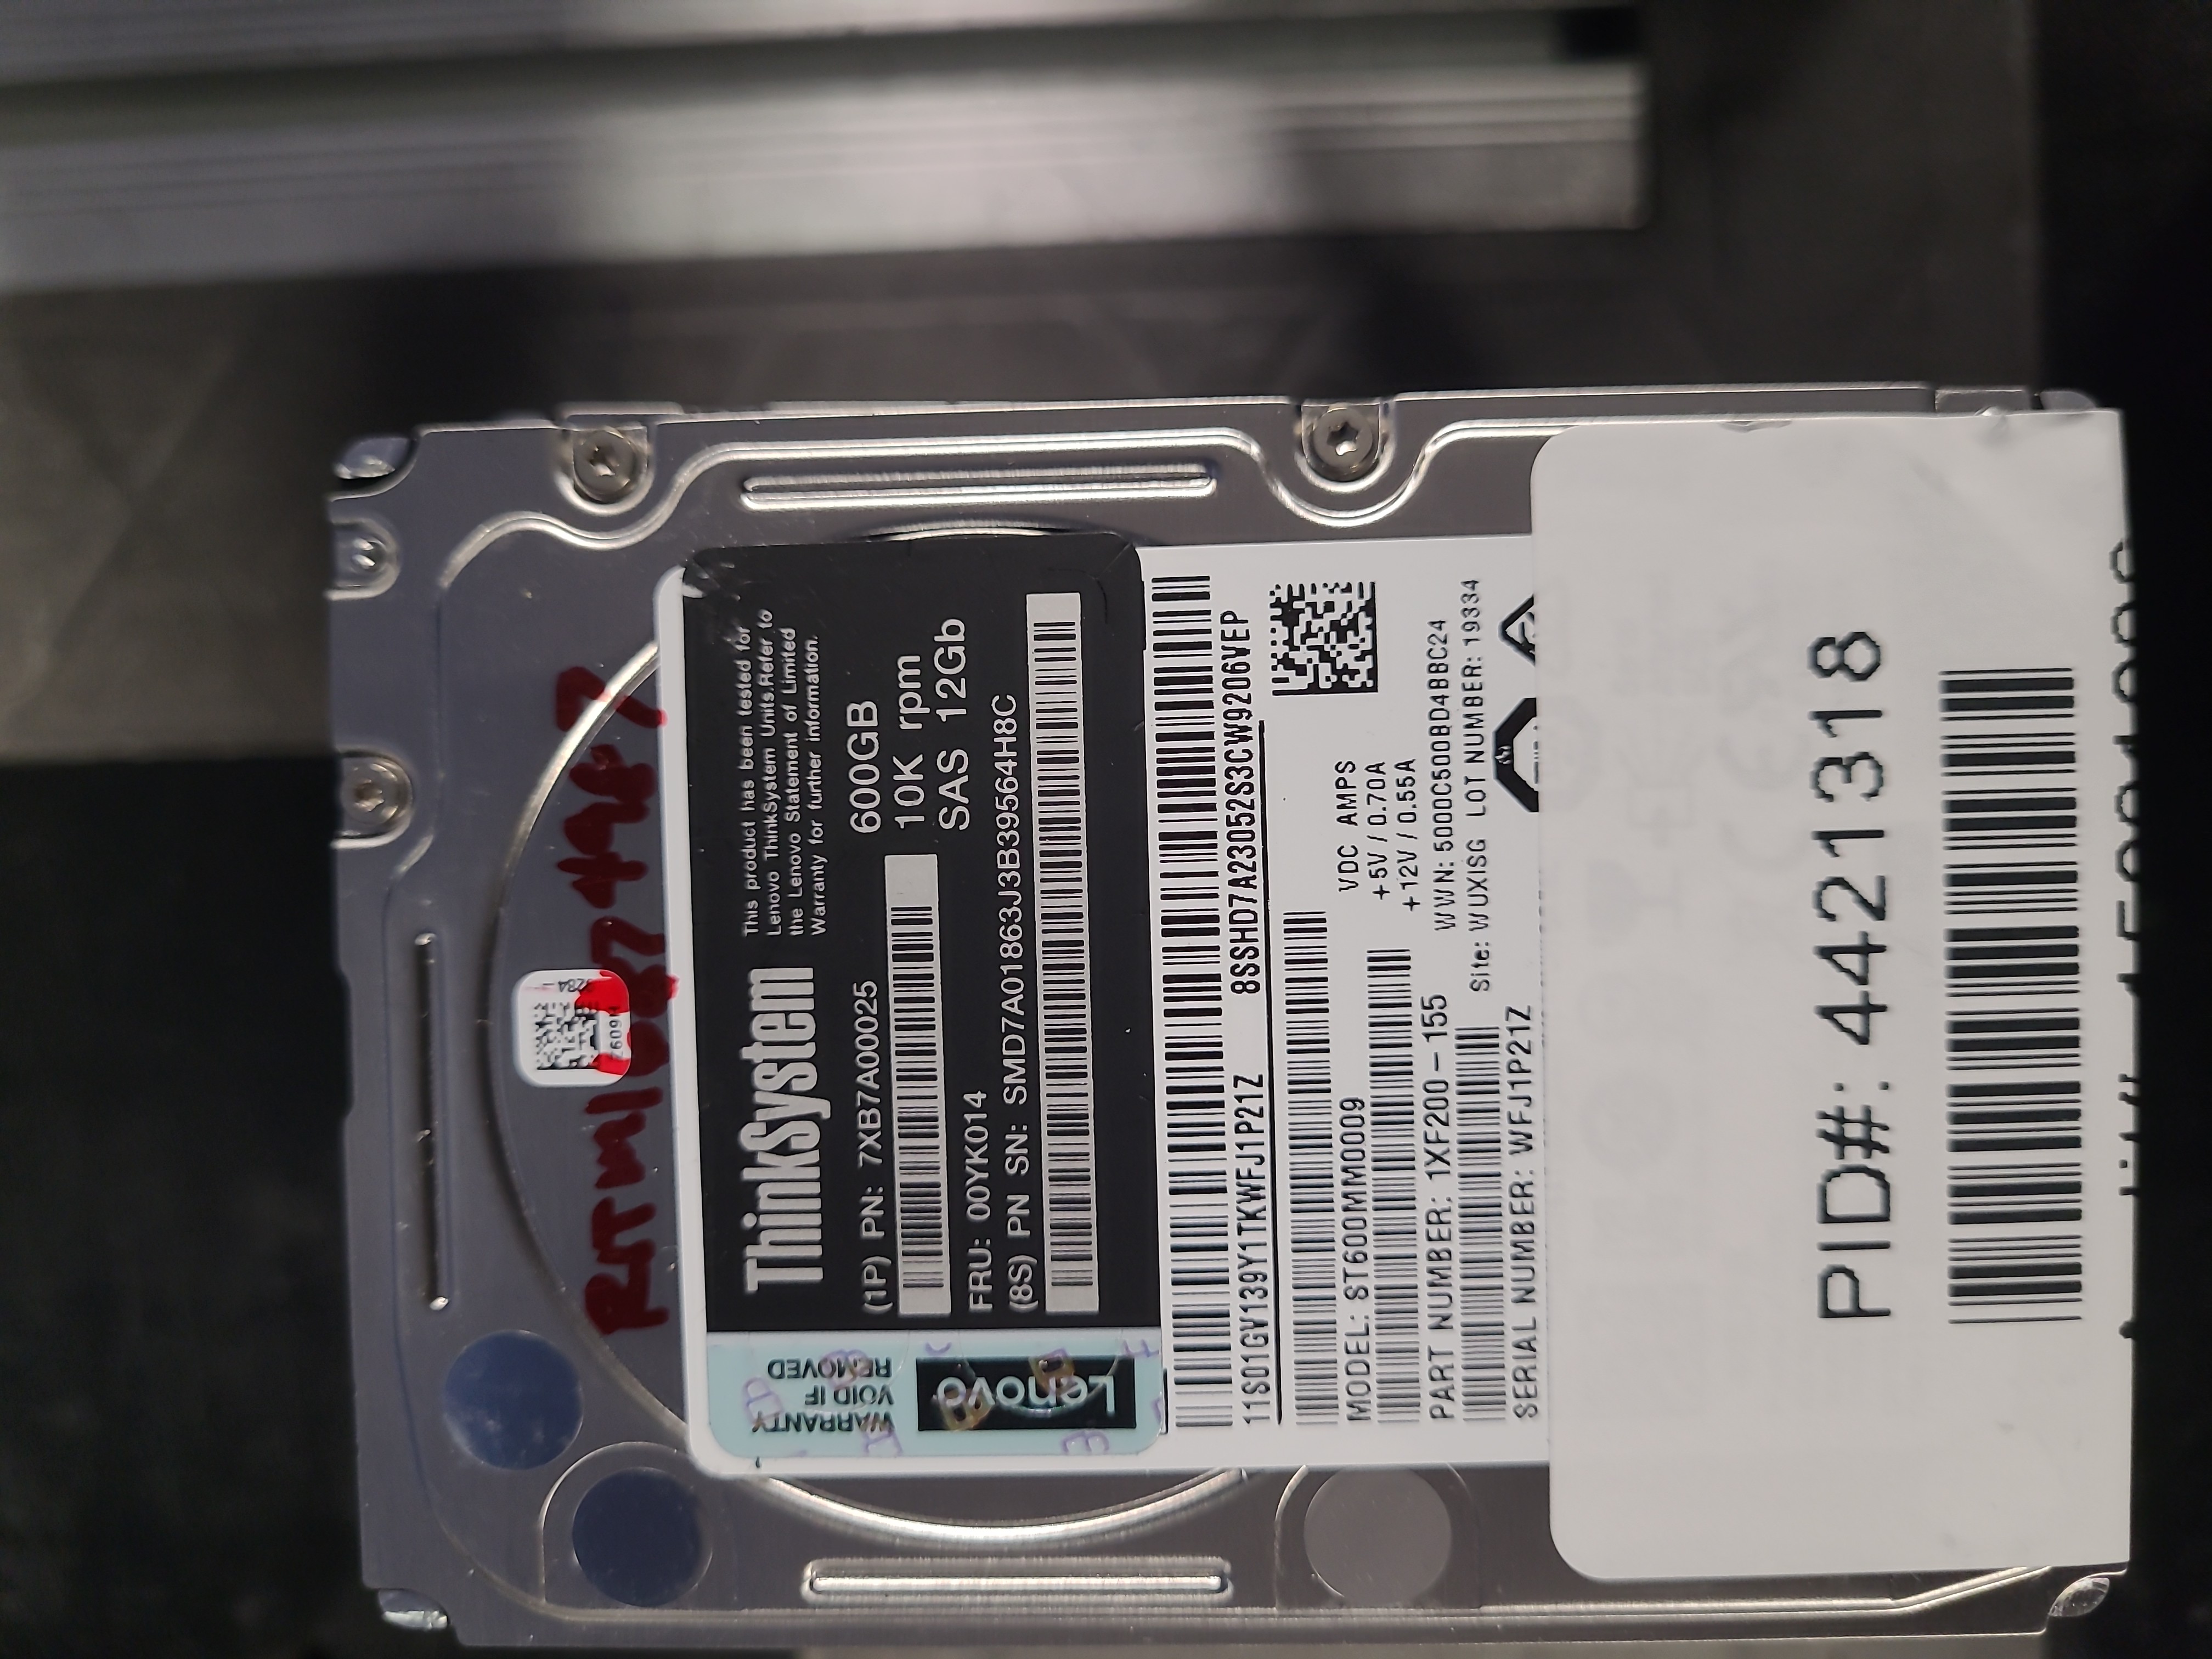 WARRANTY
VOID IF
REMOVED
Lenovo
ThinkSystem
This product has been tested for
Lenovo ThinkSystem Units.Refer to
the Lenovo Statement of Limited
Warranty for further information.
(1P) PN: 7XB7A00025
600GB
10K rpm
SAS 12Gb
FRU: 00YK014
(8S) PN SN: SMD7A01863J3B39564H8C
11S01GV139Y1TKWFJ1P21Z 8SSHD7A23052S3CW9206VEP
MODEL: ST600MM0009
VDC AMPS
+5V / 0.70A
+12V / 0.55A
PART NUMBER: 1XF200-155
WWN: 5000C500BD4BBC24
Site: WUXISG LOT NUMBER: 19334
SERIAL NUMBER: WFJ1P21Z
PID#: 4421318